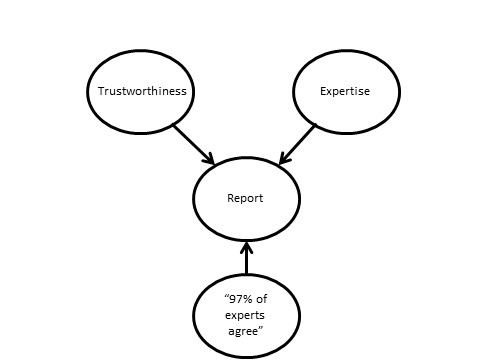 Trustworthiness
Expertise
Report
“97% of
experts
agree”